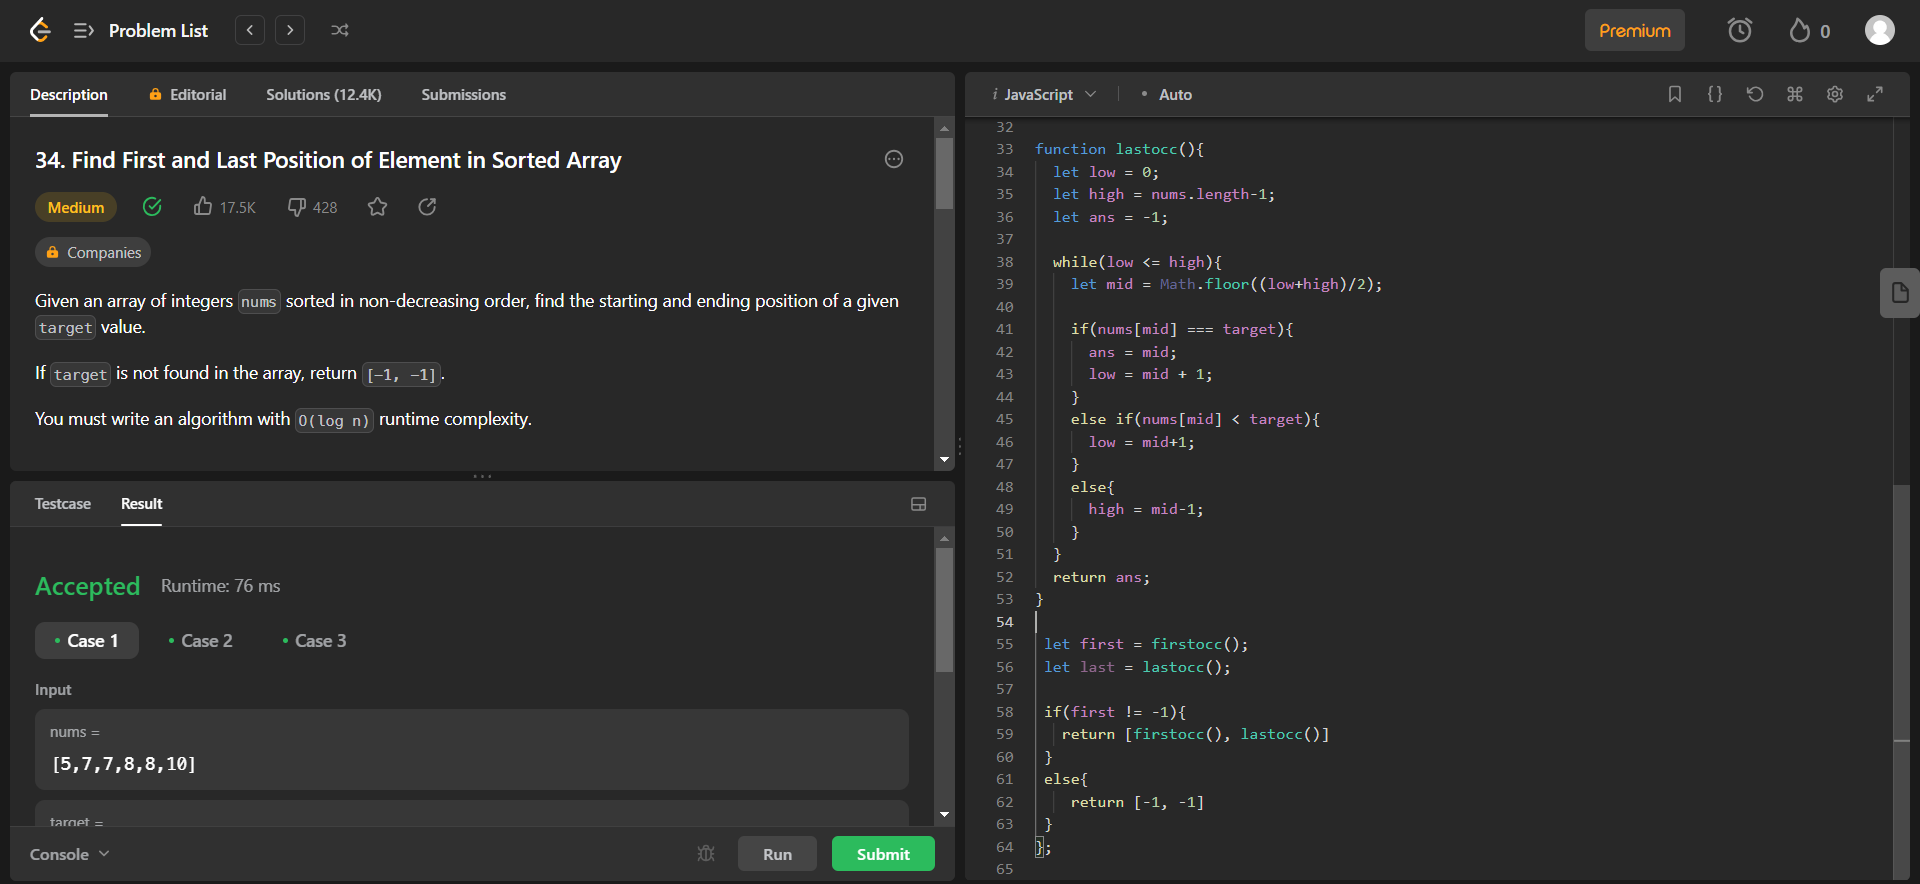 Problem List
Premium
0
Description
Editorial
Solutions (12.4K)
Submissions
34. Find First and Last Position of Element in Sorted Array
Medium
17.5K
428
Companies
Given an array of integers nums sorted in non-decreasing order, find the starting and ending position of a given
target value.
If target is not found in the array, return [-1, -1].
You must write an algorithm with O(log n) runtime complexity.
Testcase
Result
Accepted Runtime: 76 ms
• Case 1
• Case 2
• Case 3
Input
nums =
[5,7,7,8,8,10]
target =
Console
Run
Submit
i JavaScript
• Auto
32
33 function lastocc(){
34 let low = 0;
35 let high = nums.length-1;
36 let ans = -1;
37
38 while(low <= high){
39 let mid = Math.floor((low+high)/2);
40
41 if(nums[mid] === target){
42 ans = mid;
43 low = mid + 1;
44 }
45 else if(nums[mid] < target){
46 low = mid+1;
47 }
48 else{
49 high = mid-1;
50 }
51 }
52 return ans;
53 }
54
55 let first = firstocc();
56 let last = lastocc();
57
58 if(first != -1){
59 return [firstocc(), lastocc()]
60 }
61 else{
62 return [-1, -1]
63 }
64 };
65